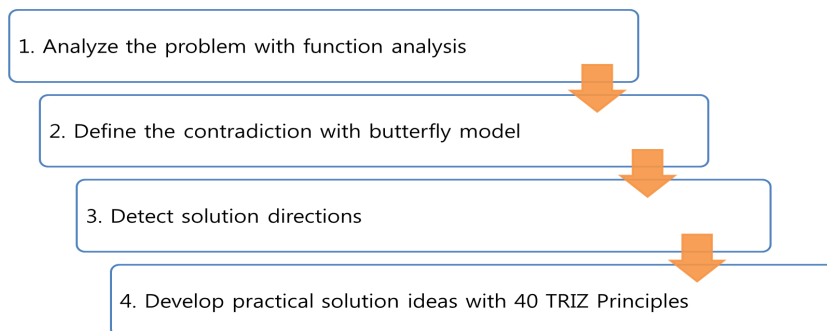 1. Analyze the problem with function analysis
2. Define the contradiction with butterfly model
3. Detect solution directions
4. Develop practical solution ideas with 40 TRIZ Principles